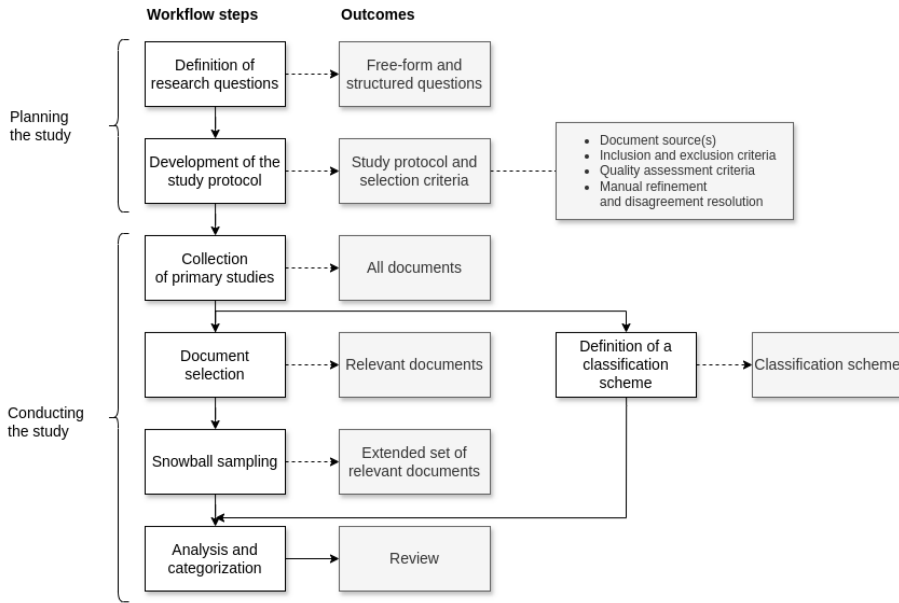 Workflow steps
Outcomes
Planning
the study
Definition of
research questions
Free-form and
structured questions
Development of the
study protocol
Study protocol and
selection criteria
• Document source(s)
• Inclusion and exclusion criteria
• Quality assessment criteria
• Manual refinement
and disagreement resolution
Conducting
the study
Collection
of primary studies
All documents
Document
selection
Relevant documents
Definition of a
classification
scheme
Classification scheme
Snowball sampling
Extended set of
relevant documents
Analysis and
categorization
Review